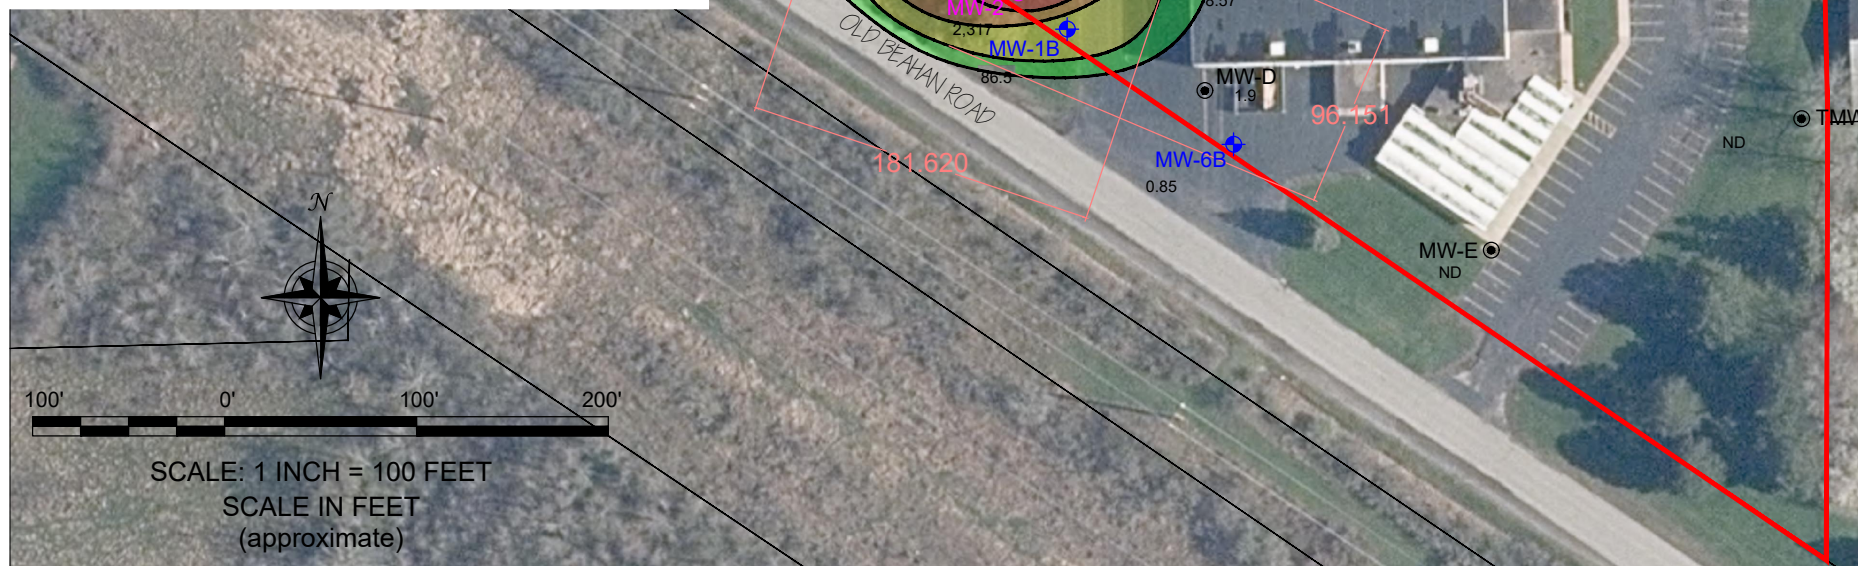 8.57
MW-2
2,317
MW-1B
86.5
OLD BEAHAN ROAD
MW-D
1.9
96.151
TMW
ND
181.620
MW-6B
0.85
N
MW-E
ND
100' 0' 100' 200'
SCALE: 1 INCH = 100 FEET
SCALE IN FEET
(approximate)